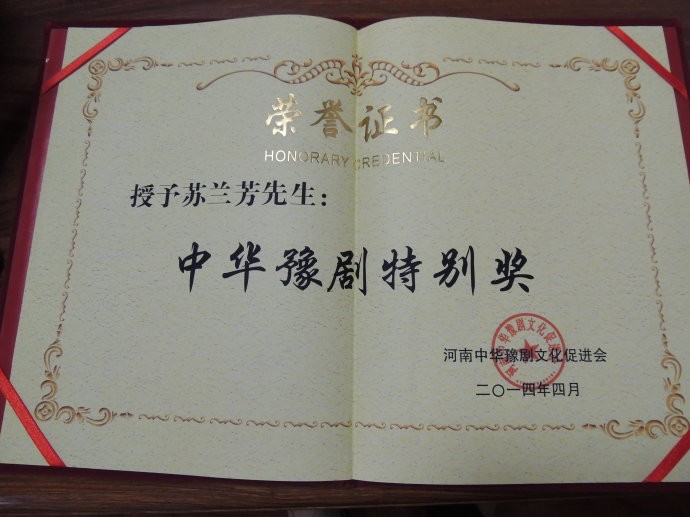 荣誉证书
HONORARY CREDENTIAL
授予苏兰芳先生：
中华豫剧特别奖
河南中华豫剧文化促进会
二〇一四年四月